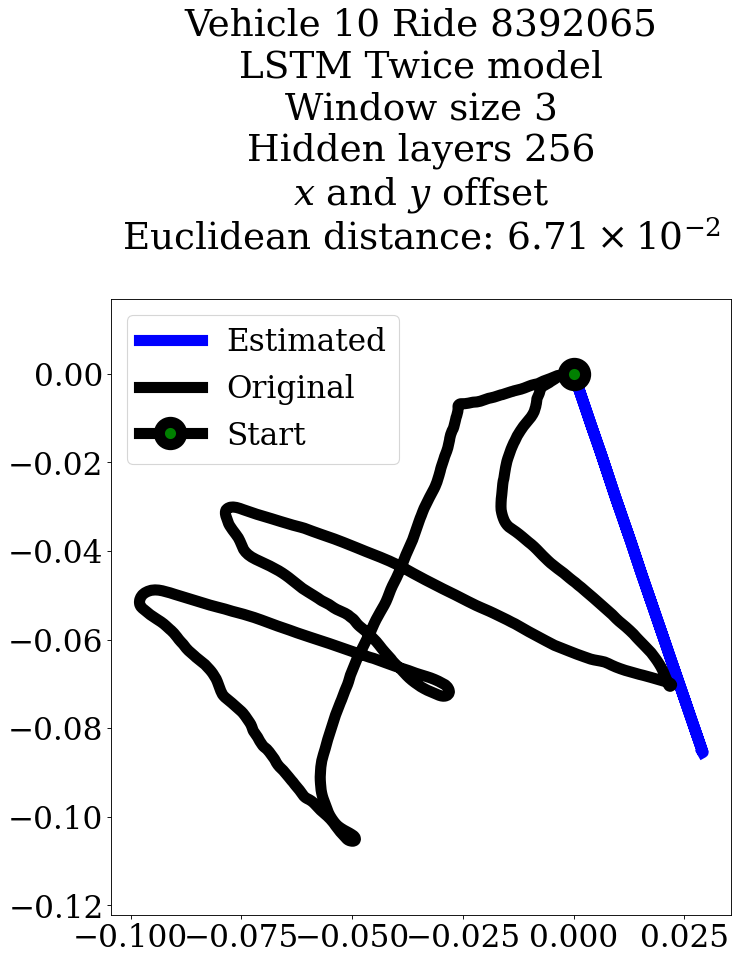 Vehicle 10 Ride 8392065
LSTM Twice model
Window size 3
Hidden layers 256
x and y offset
Euclidean distance: 6.71 × 10⁻²
Estimated
Original
Start
0.00
−0.02
−0.04
−0.06
−0.08
−0.10
−0.12
−0.100 −0.075 −0.050 −0.025 0.000 0.025